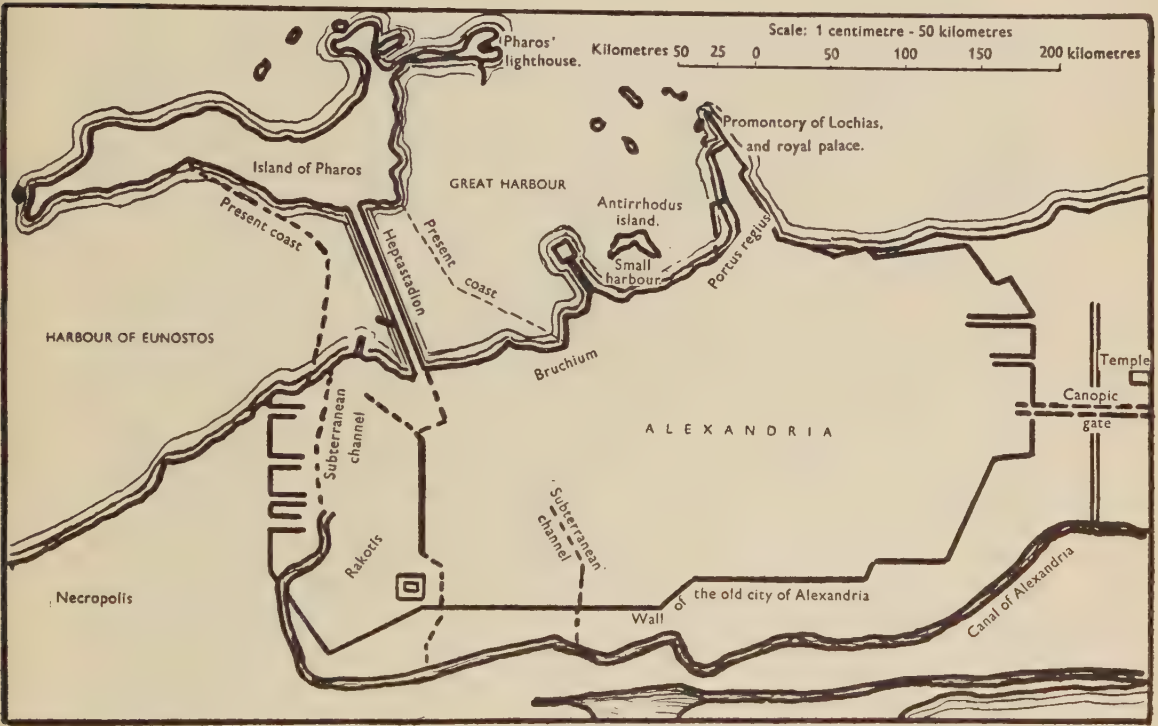 Scale: 1 centimetre - 50 kilometres
Kilometres 50 25 0 50 100 150 200 kilometres
Pharos'
lighthouse.
Promontory of Lochias,
and royal palace.
Island of Pharos
GREAT HARBOUR
Antirrhodus
island.
Small
harbour
Portus regius
Present coast
Heptastadion
Present
coast
HARBOUR OF EUNOSTOS
Bruchium
Temple
Canopic
gate
ALEXANDRIA
Subterranean
channel
Subterranean
channel
Rakotis
Necropolis
Wall of the old city of Alexandria
Canal of Alexandria